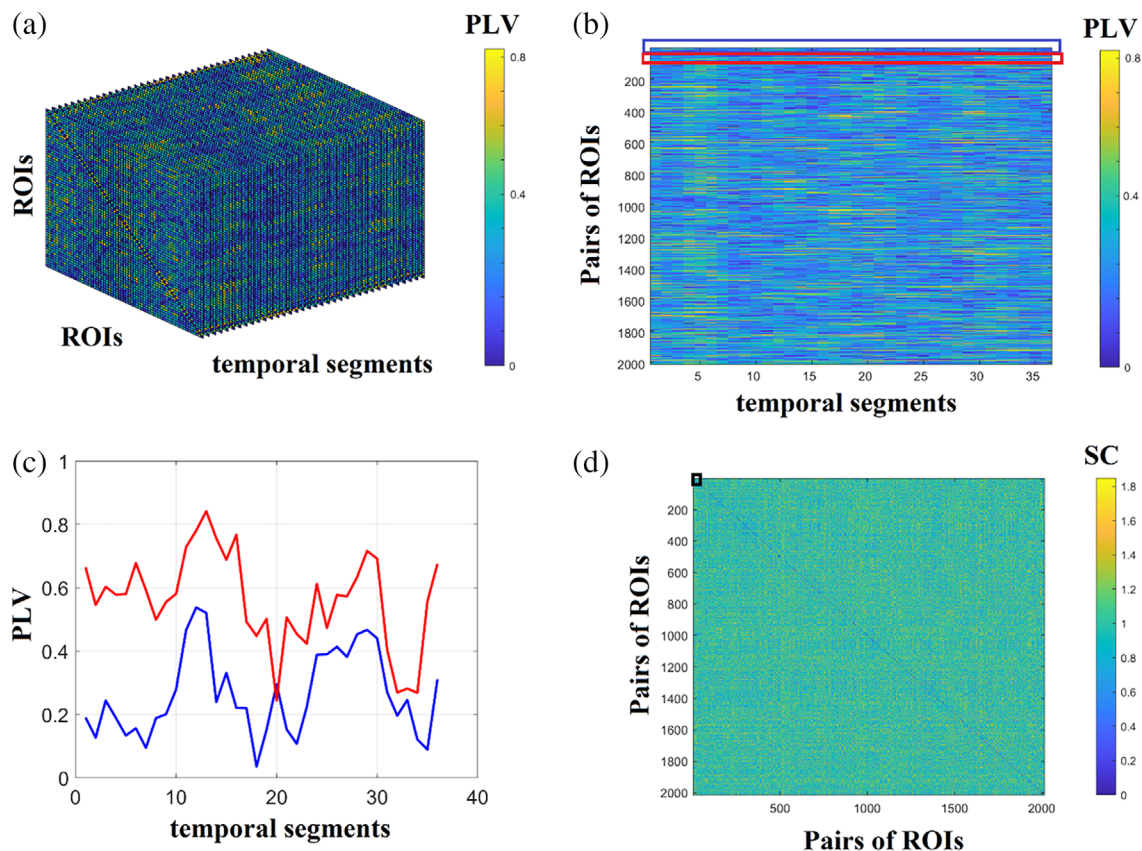 (a)
PLV
0.8
0.4
0
ROIs
ROIs
temporal segments
(b)
PLV
0.8
0.4
0
Pairs of ROIs
200
400
600
800
1000
1200
1400
1600
1800
2000
5 10 15 20 25 30 35
temporal segments
(c)
PLV
1
0.8
0.6
0.4
0.2
0
0 10 20 30 40
temporal segments
(d)
SC
1.8
1.6
1.4
1.2
1
0.8
0.6
0.4
0.2
0
Pairs of ROIs
200
400
600
800
1000
1200
1400
1600
1800
2000
500 1000 1500 2000
Pairs of ROIs